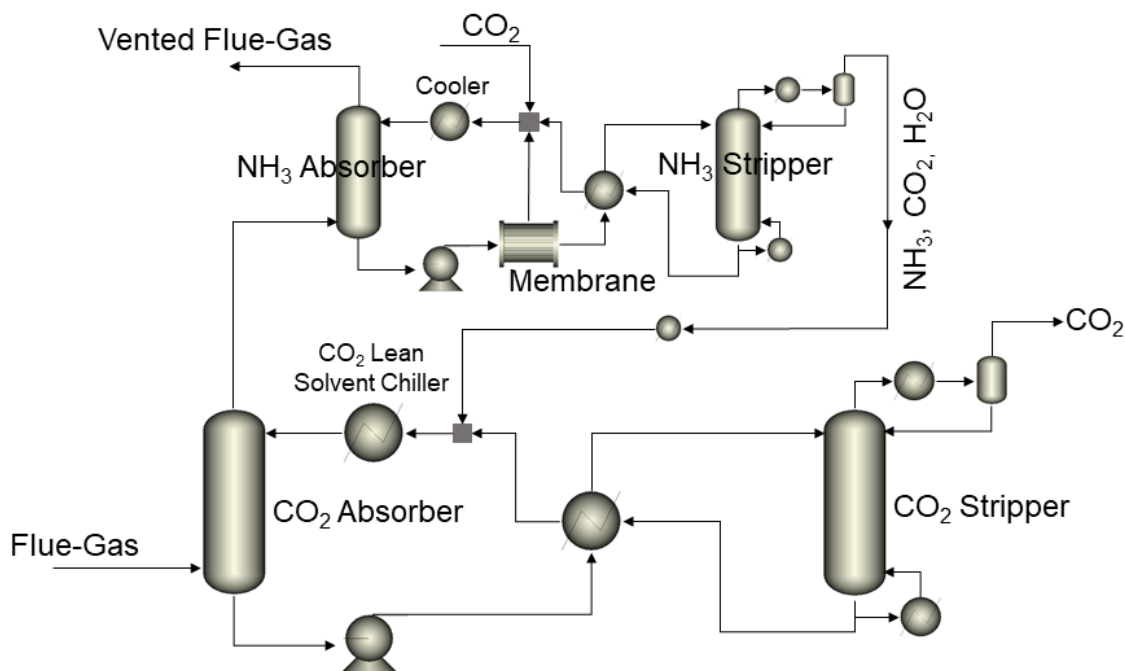 CO₂
Vented Flue-Gas
Cooler
NH₃ Absorber
NH₃ Stripper
NH₃, CO₂, H₂O
Membrane
CO₂
CO₂ Lean
Solvent Chiller
CO₂ Absorber
CO₂ Stripper
Flue-Gas